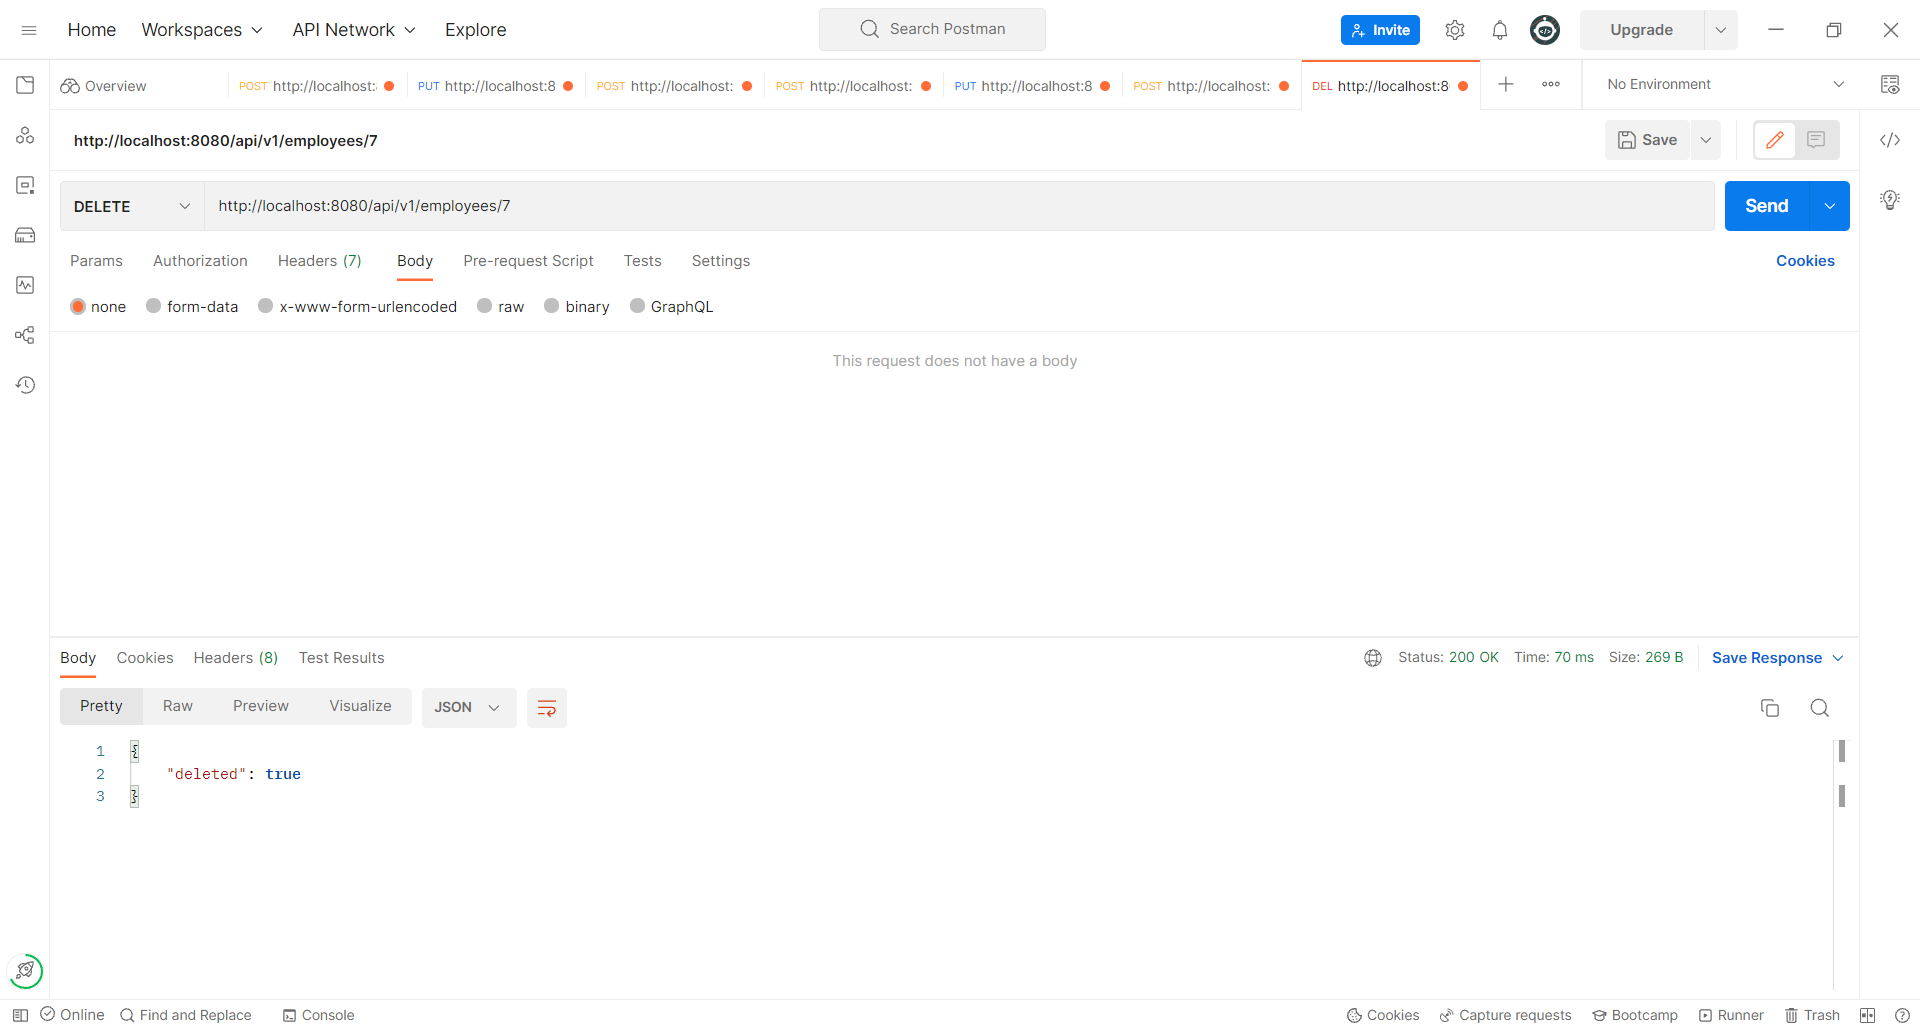 Home Workspaces API Network Explore Search Postman Invite Upgrade
Overview POST http://localhost: PUT http://localhost:8 POST http://localhost: POST http://localhost: PUT http://localhost:8 POST http://localhost: DEL http://localhost:8 No Environment
http://localhost:8080/api/v1/employees/7 Save
DELETE http://localhost:8080/api/v1/employees/7 Send
Params Authorization Headers (7) Body Pre-request Script Tests Settings Cookies
none form-data x-www-form-urlencoded raw binary GraphQL
This request does not have a body
Body Cookies Headers (8) Test Results Status: 200 OK Time: 70 ms Size: 269 B Save Response
Pretty Raw Preview Visualize JSON
1 {
2 "deleted": true
3 }
Online Find and Replace Console Cookies Capture requests Bootcamp Runner Trash